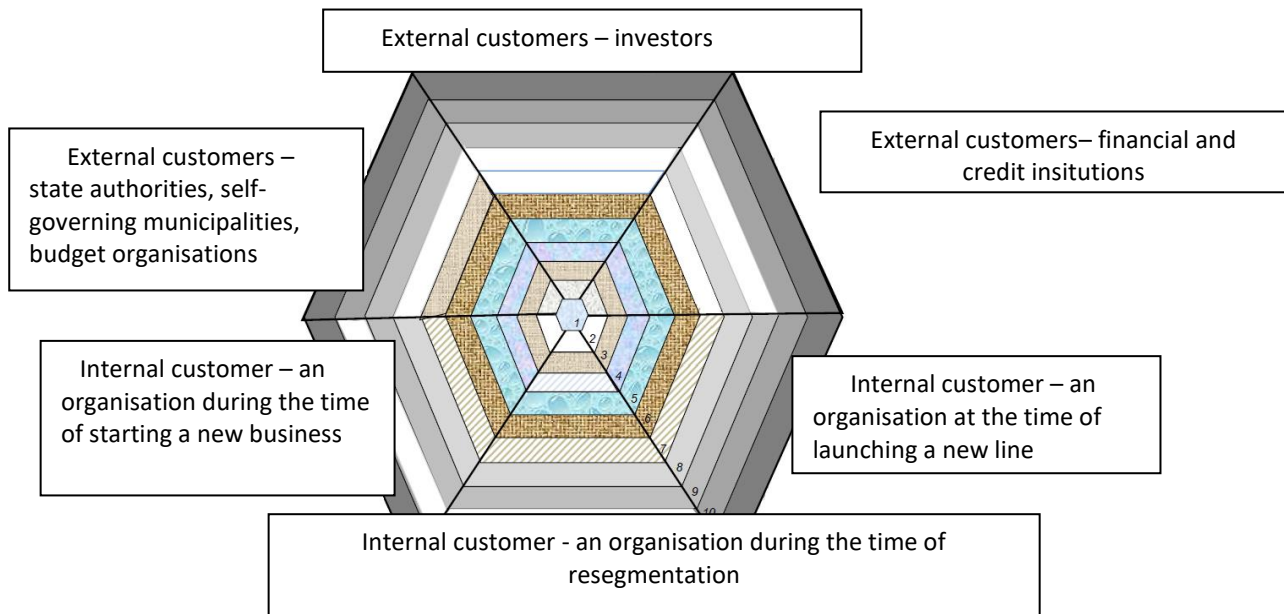 External customers – investors
External customers –
state authorities, self-
governing municipalities,
budget organisations
External customers– financial and
credit insitutions
Internal customer – an
organisation during the time
of starting a new business
Internal customer – an
organisation at the time of
launching a new line
1
2
3
4
5
6
7
8
9
10
Internal customer - an organisation during the time of
resegmentation